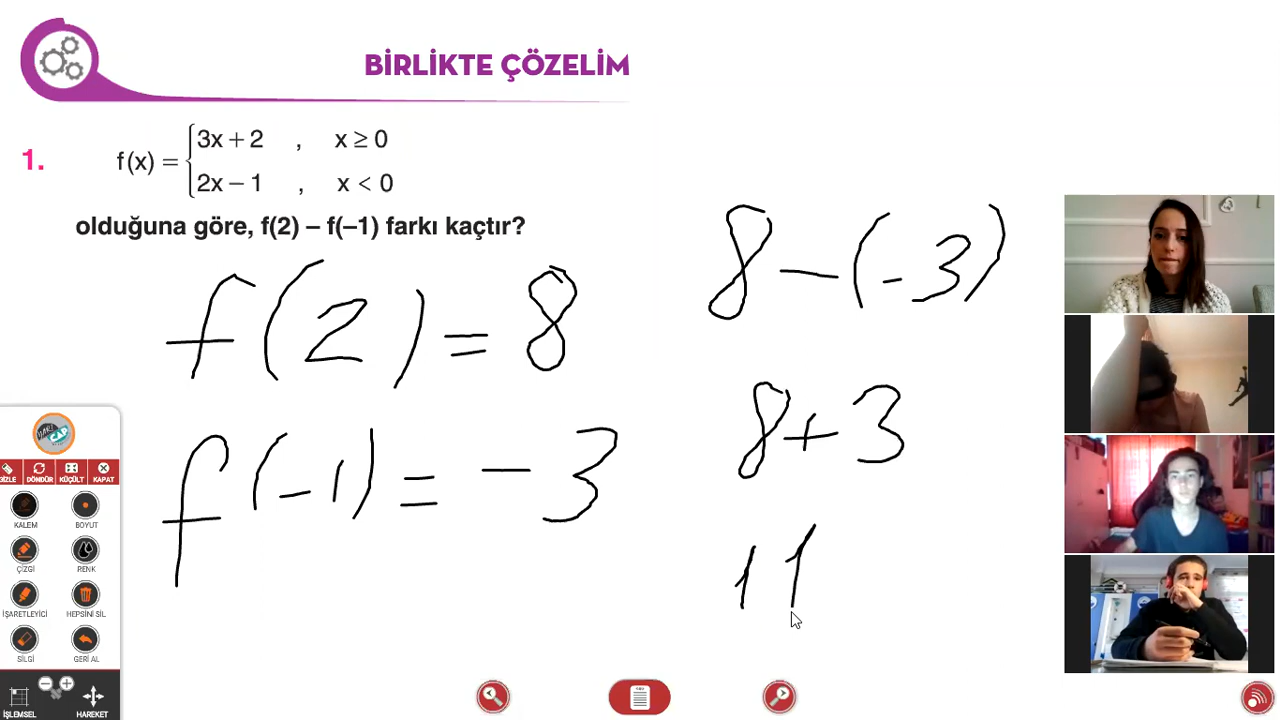 BİRLİKTE ÇÖZELİM
1.
f(x) =
3x + 2 , x ≥ 0
2x – 1 , x < 0
olduğuna göre, f(2) – f(–1) farkı kaçtır?
f(2) = 8
f(-1) = -3
8 - (-3)
8 + 3
11
GİZLE DÖNDÜR KÜÇÜLT KAPAT
KALEM BOYUT
ÇİZGİ RENK
İŞARETLEYİCİ HEPSİNİ SİL
SİLGİ GERİ AL
İŞLEMSEL HAREKET